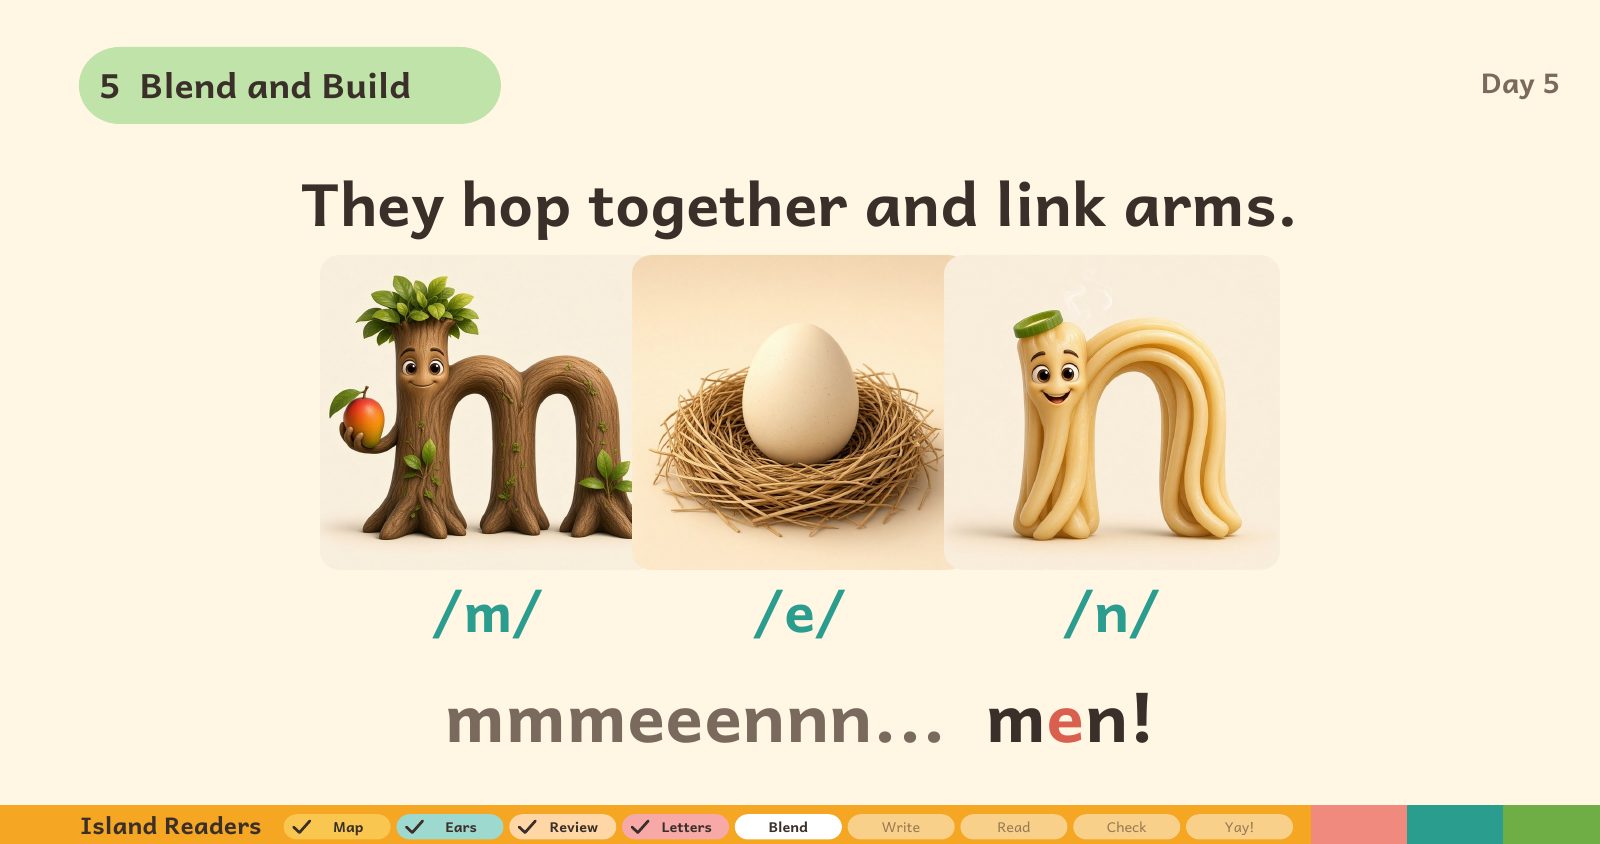 5 Blend and Build
Day 5
They hop together and link arms.
/m/ /e/ /n/
mmmeeennn... men!
Island Readers Map Ears Review Letters Blend Write Read Check Yay!